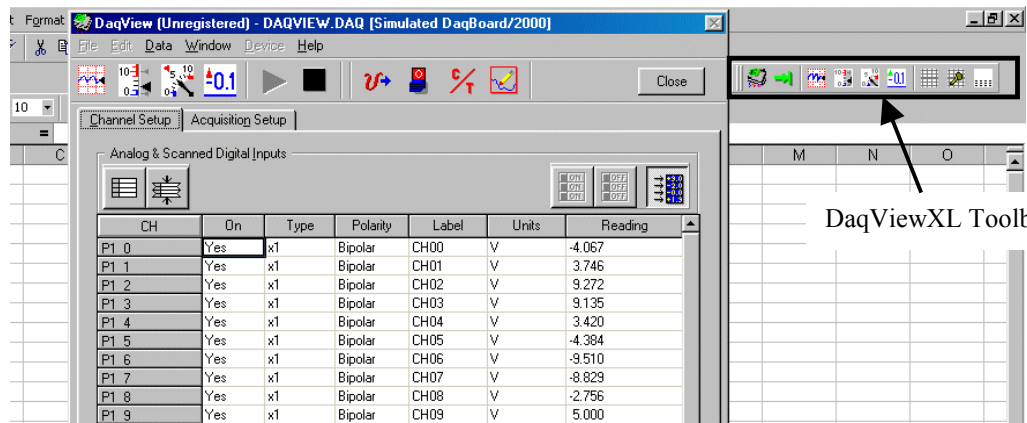 t Format
DaqView (Unregistered) - DAQVIEW.DAQ [Simulated DaqBoard/2000]
File Edit Data Window Device Help
0.1
C/T
Close
10
=
Channel Setup Acquisition Setup
Analog & Scanned Digital Inputs
C M N O
CH On Type Polarity Label Units Reading
P1 0 Yes x1 Bipolar CH00 V -4.067
P1 1 Yes x1 Bipolar CH01 V 3.746
P1 2 Yes x1 Bipolar CH02 V 9.272
P1 3 Yes x1 Bipolar CH03 V 9.135
P1 4 Yes x1 Bipolar CH04 V 3.420
P1 5 Yes x1 Bipolar CH05 V -4.384
P1 6 Yes x1 Bipolar CH06 V -9.510
P1 7 Yes x1 Bipolar CH07 V -8.829
P1 8 Yes x1 Bipolar CH08 V -2.756
P1 9 Yes x1 Bipolar CH09 V 5.000
DaqViewXL Toolb